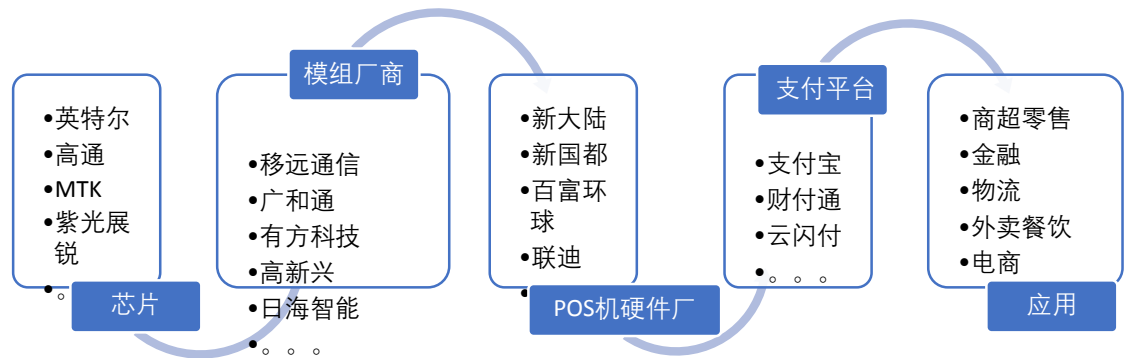 •英特尔
•高通
•MTK
•紫光展
锐
•。
芯片
模组厂商
•移远通信
•广和通
•有方科技
•高新兴
•日海智能
•。。。
•新大陆
•新国都
•百富环
球
•联迪
•
POS机硬件厂
支付平台
•支付宝
•财付通
•云闪付
•。。。
•商超零售
•金融
•物流
•外卖餐饮
•电商
应用